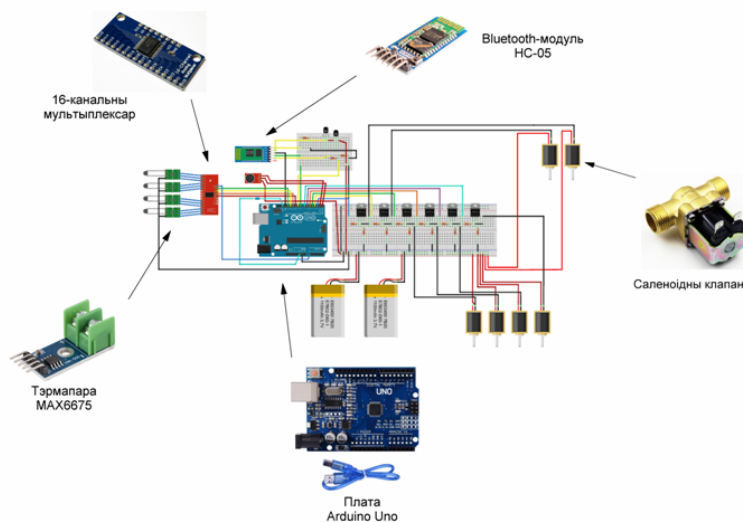 Bluetooth-модуль
HC-05
16-канальны
мультыплексар
Саленоідны клапан
Тэрмапара
MAX6675
UNO
Плата
Arduino Uno